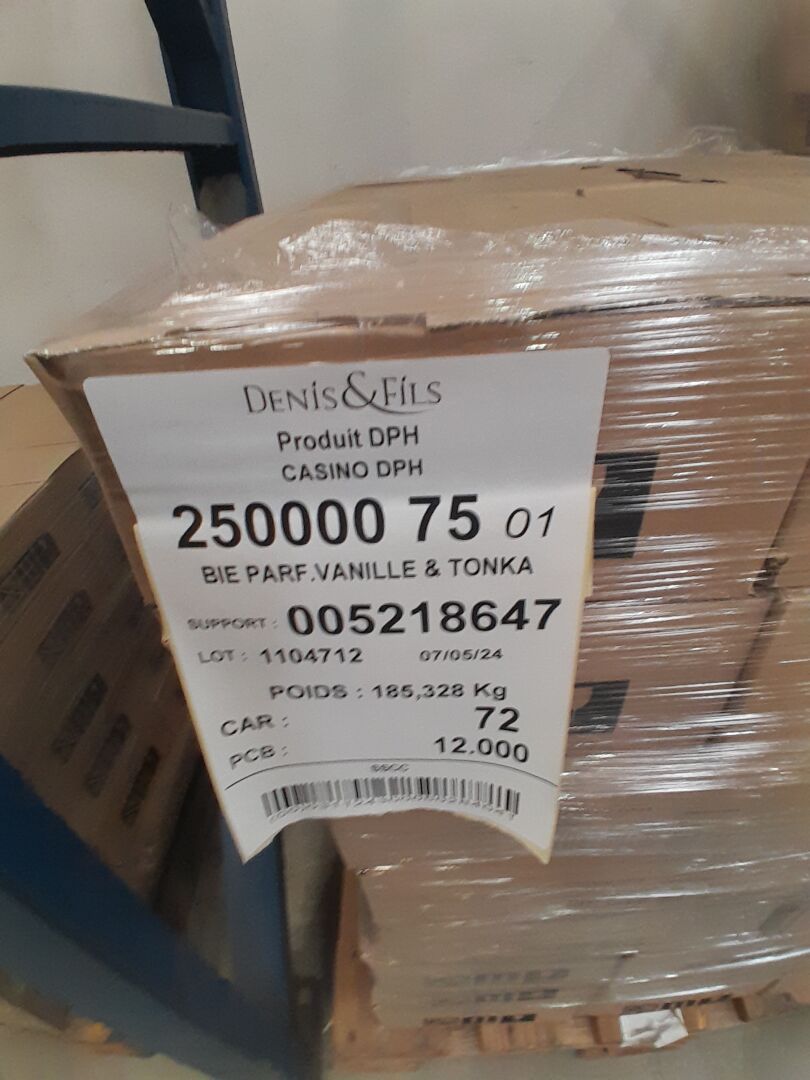 DENIS&FILS
Produit DPH
CASINO DPH
250000 75 01
BIE PARF.VANILLE & TONKA
SUPPORT : 005218647
LOT : 1104712 07/05/24
POIDS : 185,328 Kg
CAR : 72
PCB : 12.000
SSCC